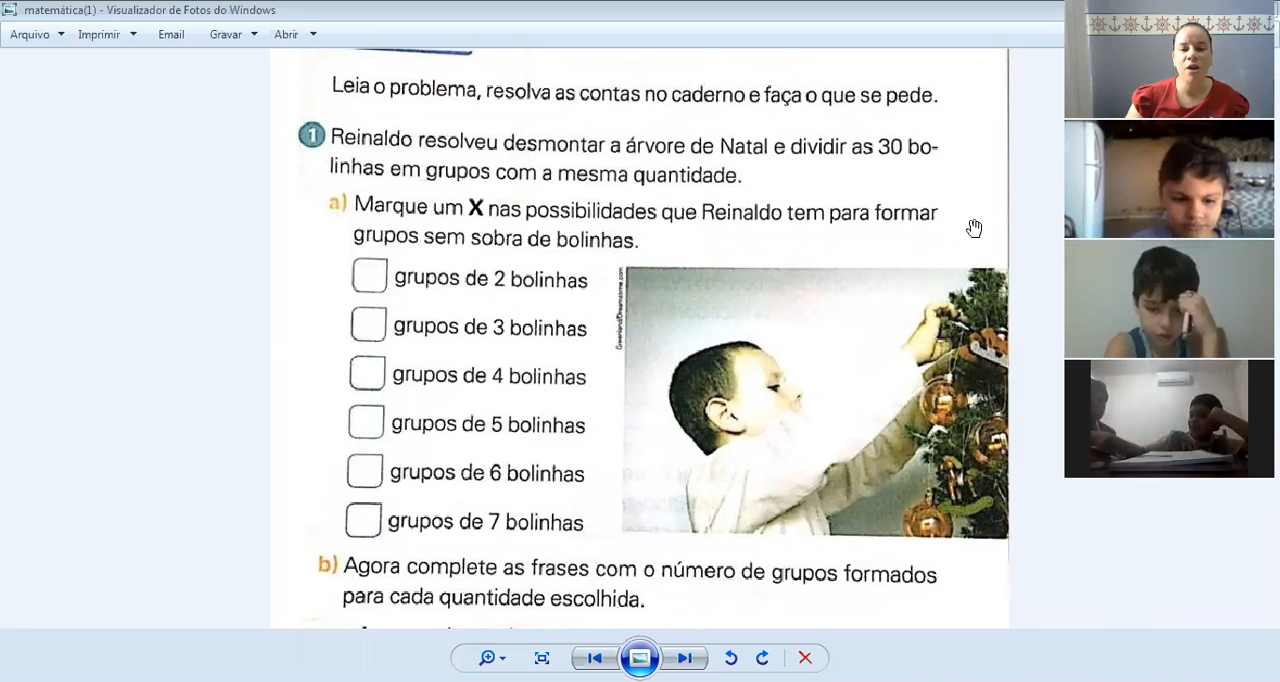 matemática(1) - Visualizador de Fotos do Windows
Arquivo Imprimir Email Gravar Abrir
Leia o problema, resolva as contas no caderno e faça o que se pede.
1 Reinaldo resolveu desmontar a árvore de Natal e dividir as 30 bo-
linhas em grupos com a mesma quantidade.
a) Marque um X nas possibilidades que Reinaldo tem para formar
grupos sem sobra de bolinhas.
grupos de 2 bolinhas
grupos de 3 bolinhas
grupos de 4 bolinhas
grupos de 5 bolinhas
grupos de 6 bolinhas
grupos de 7 bolinhas
Greenland/Dreamstime.com
b) Agora complete as frases com o número de grupos formados
para cada quantidade escolhida.